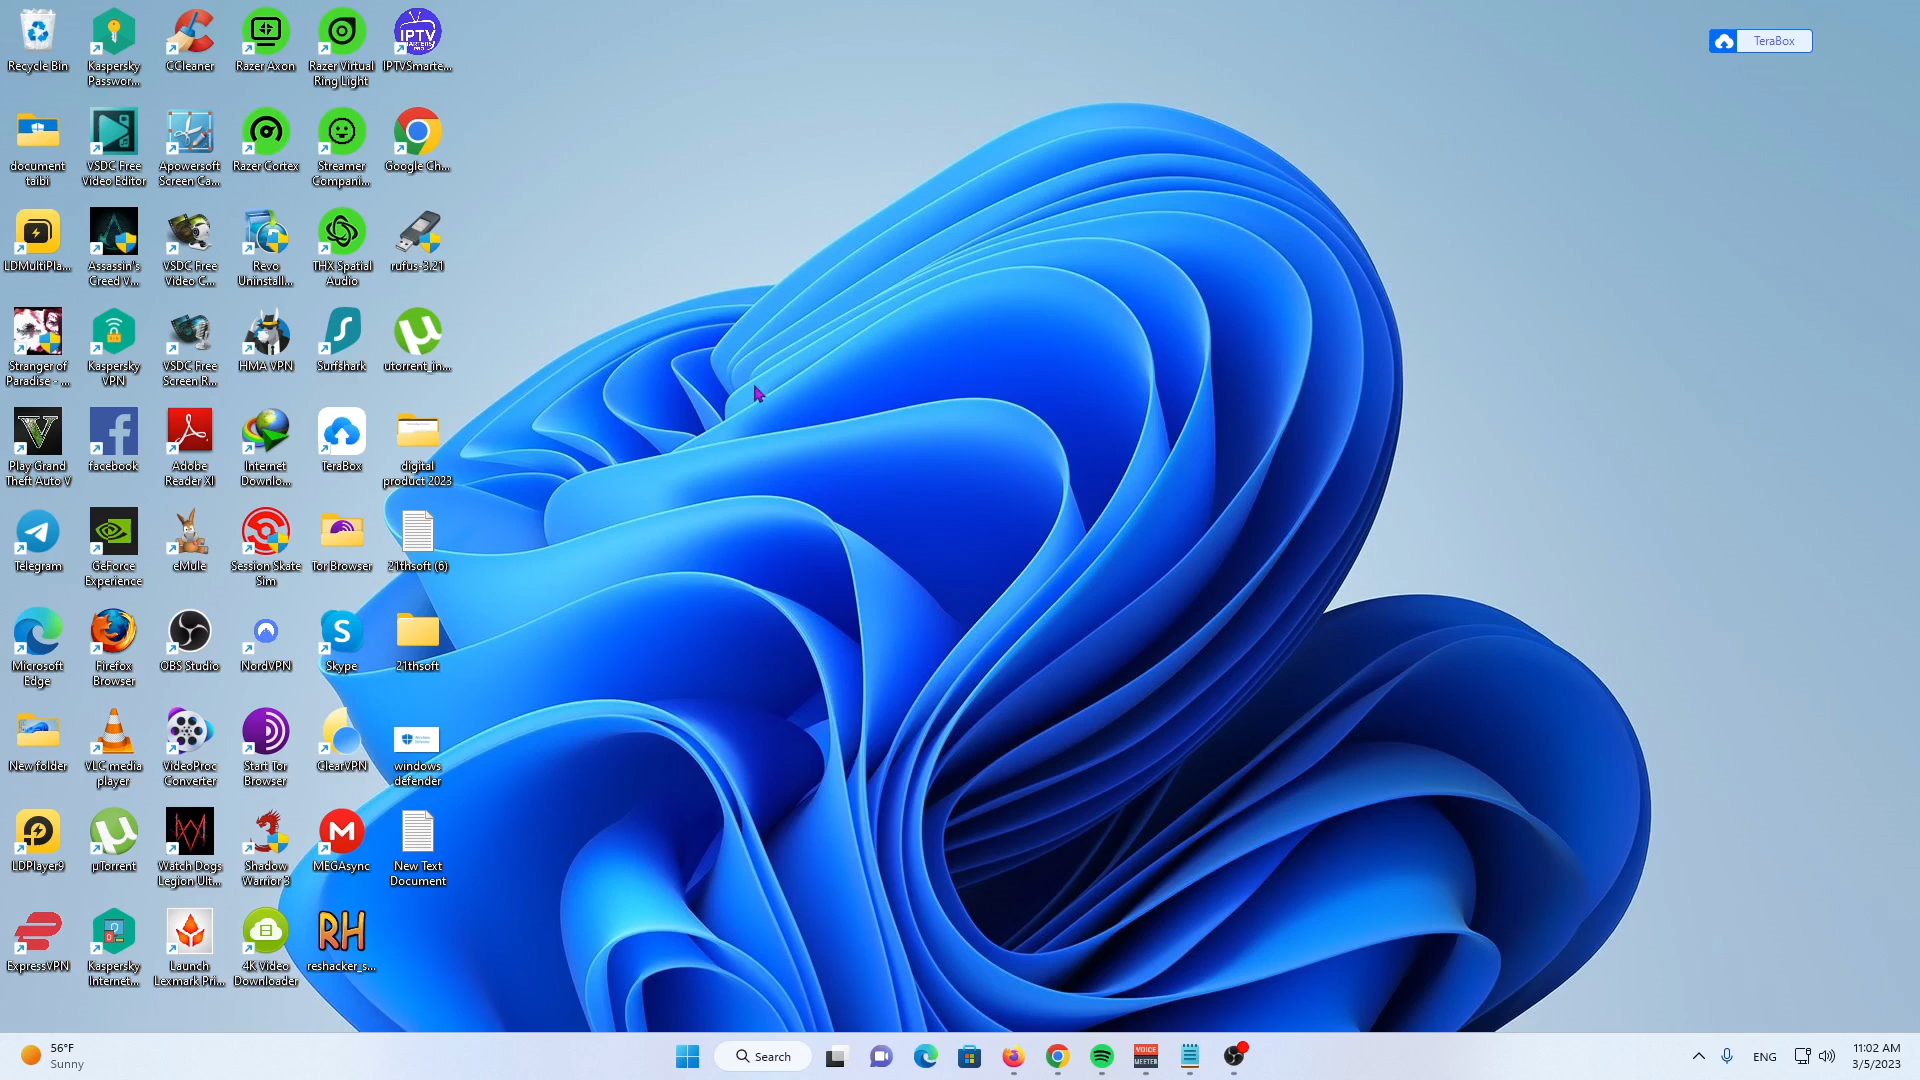 Recycle Bin
Kaspersky
Passwor...
CCleaner
Razer Axon
Razer Virtual
Ring Light
IPTV
SMARTERS
PRO
IPTVSmarte...
TeraBox
document
taibi
VSDC Free
Video Editor
Apowersoft
Screen Ca...
Razer Cortex
Streamer
Compani...
Google Ch...
LDMultiPla...
Assassin's
Creed V...
VSDC Free
Video C...
Revo
Uninstall...
THX Spatial
Audio
rufus-3.21
Stranger of
Paradise - ...
Kaspersky
VPN
VSDC Free
Screen R...
HMA VPN
Surfshark
utorrent_in...
Play Grand
Theft Auto V
facebook
Adobe
Reader XI
Internet
Downlo...
TeraBox
digital
product 2023
Telegram
GeForce
Experience
eMule
Session Skate
Sim
Tor Browser
21thsoft (6)
Microsoft
Edge
Firefox
Browser
OBS Studio
NordVPN
Skype
21thsoft
New folder
VLC media
player
VideoProc
Converter
Start Tor
Browser
ClearVPN
windows
defender
LDPlayer9
µTorrent
Watch Dogs
Legion Ult...
Shadow
Warrior 3
MEGAsync
New Text
Document
ExpressVPN
Kaspersky
Internet...
Launch
Lexmark Pri...
4K Video
Downloader
RH
reshacker_s...
56°F
Sunny
Search
VOICE
MEETER
ENG
11:02 AM
3/5/2023